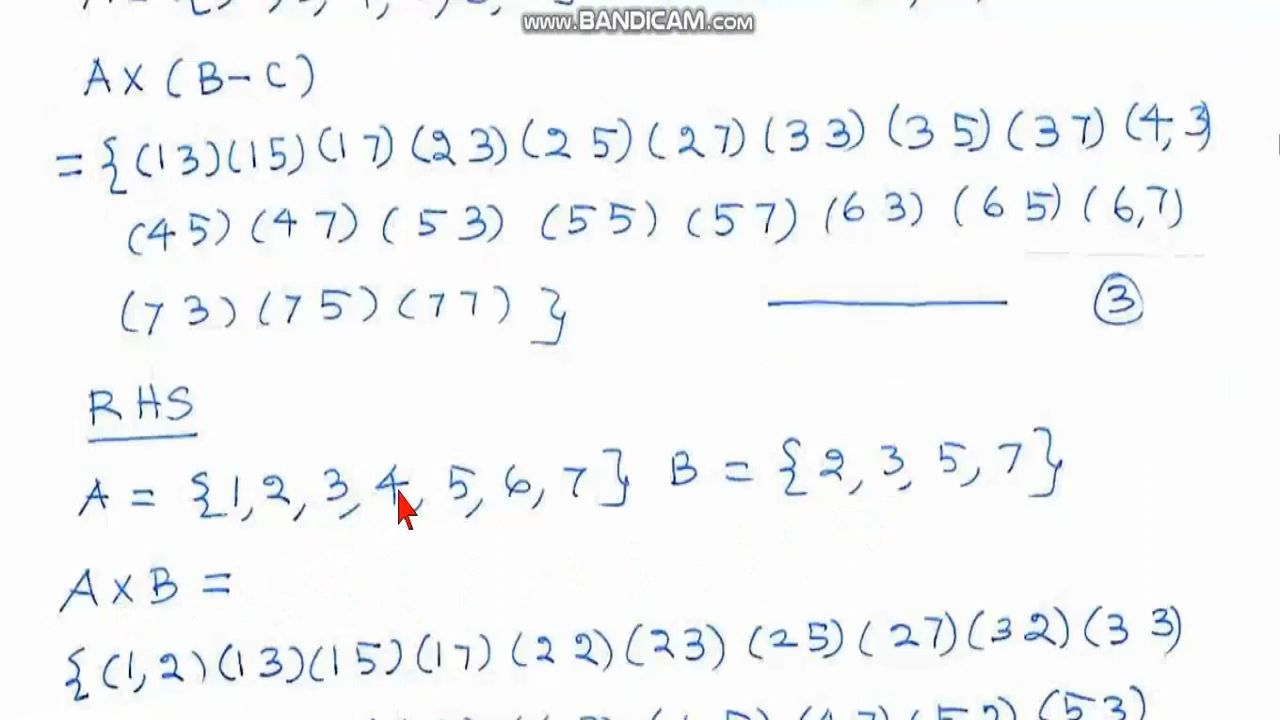 www.BANDICAM.com
A × (B − C)
= {(1 3)(1 5)(1 7)(2 3)(2 5)(2 7)(3 3)(3 5)(3 7)(4, 3)
(4 5)(4 7)(5 3)(5 5)(5 7)(6 3)(6 5)(6,7)
(7 3)(7 5)(7 7)} ③
RHS
A = {1, 2, 3, 4, 5, 6, 7} B = {2, 3, 5, 7}
A × B =
{(1, 2)(1 3)(1 5)(1 7)(2 2)(2 3)(2 5)(2 7)(3 2)(3 3)
(5 3)